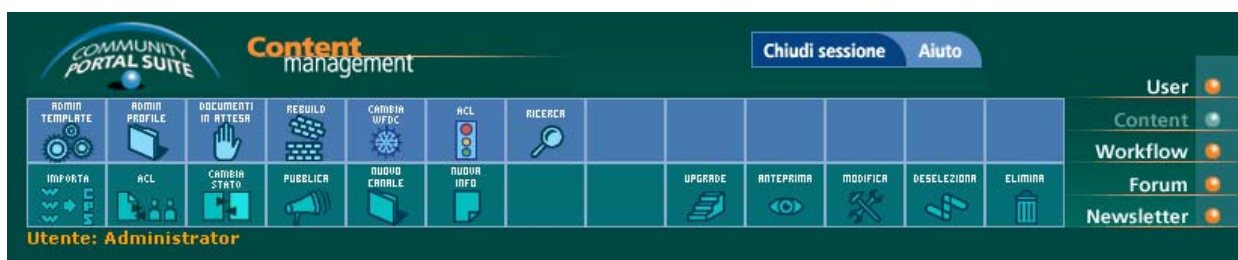 COMMUNITY
PORTAL SUITE
Content
management
Chiudi sessione
Aiuto
User
Content
Workflow
Forum
Newsletter
ADMIN
TEMPLATE
ADMIN
PROFILE
DOCUMENTI
IN ATTESA
REBUILD
CAMBIA
WFDC
ACL
RICERCA
IMPORTA
WWW
CPS
ACL
CAMBIA
STATO
PUBBLICA
NUOVO
CANALE
NUOVA
INFO
UPGRADE
ANTEPRIMA
MODIFICA
DESELEZIONA
ELIMINA
Utente: Administrator